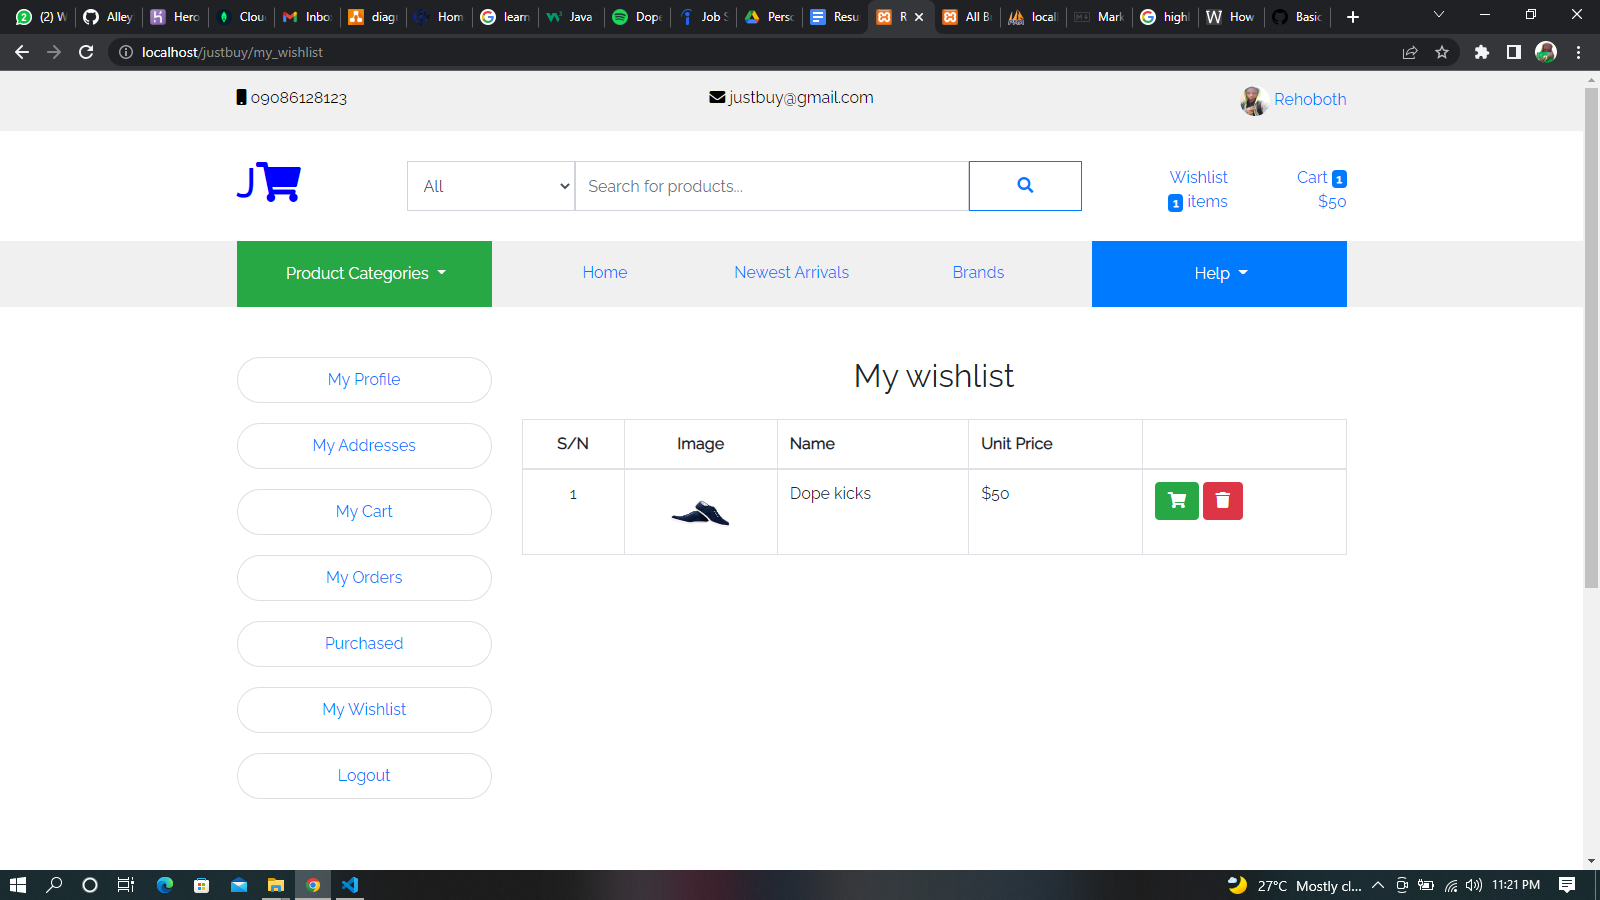 (2) W
Alley
Hero
Clou
Inbo
diag
Hom
learn
Java
Dope
Job S
Perso
Resu
R
All B
local
Mark
highl
How
Basic
localhost/justbuy/my_wishlist
09086128123
justbuy@gmail.com
Rehoboth
J
All
Search for products...
Wishlist
1 items
Cart 1
$50
Product Categories
Home
Newest Arrivals
Brands
Help
My Profile
My Addresses
My Cart
My Orders
Purchased
My Wishlist
Logout
My wishlist
S/N Image Name Unit Price
1 Dope kicks $50
27°C Mostly cl...
11:21 PM